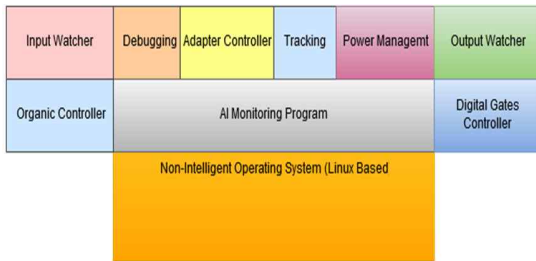 Input Watcher
Debugging
Adapter Controller
Tracking
Power Managemt
Output Watcher
Organic Controller
AI Monitoring Program
Digital Gates
Controller
Non-Intelligent Operating System (Linux Based